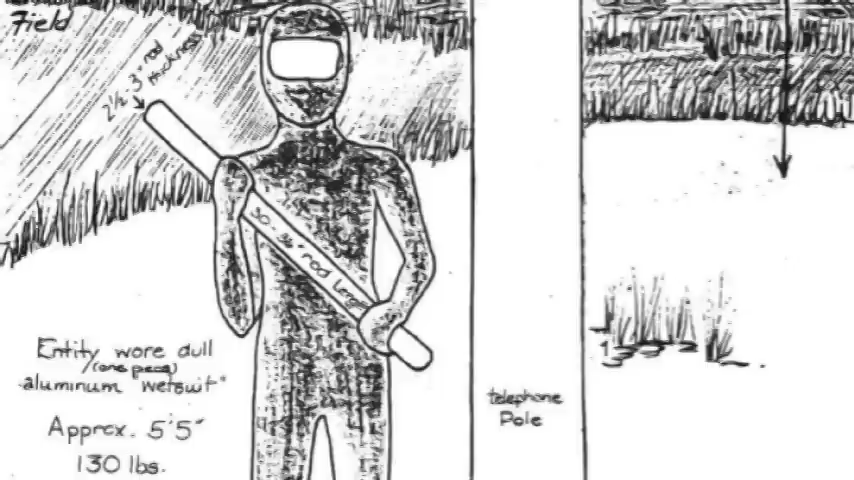 Field
2½-3" rod
thickness
30-36" rod length
Entity wore dull
(one piece)
aluminum wetsuit"
Approx. 5'5"
130 lbs.
telephone
Pole